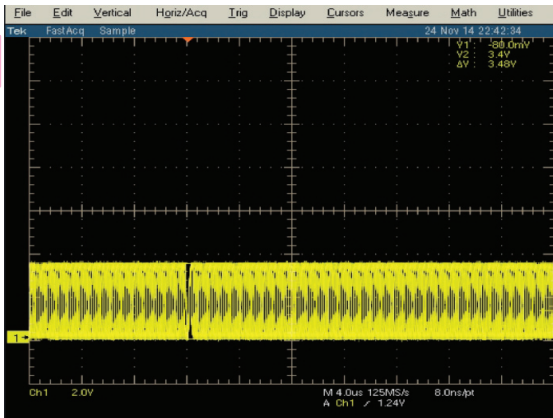 File Edit Vertical Horiz/Acq Trig Display Cursors Measure Math Utilities
Tek FastAcq Sample 24 Nov 14 22:42:34
V1: -80.0mV
V2: 3.4V
ΔV: 3.48V
1
Ch1 2.0V M 4.0us 125MS/s 8.0ns/pt
A Ch1 / 1.24V